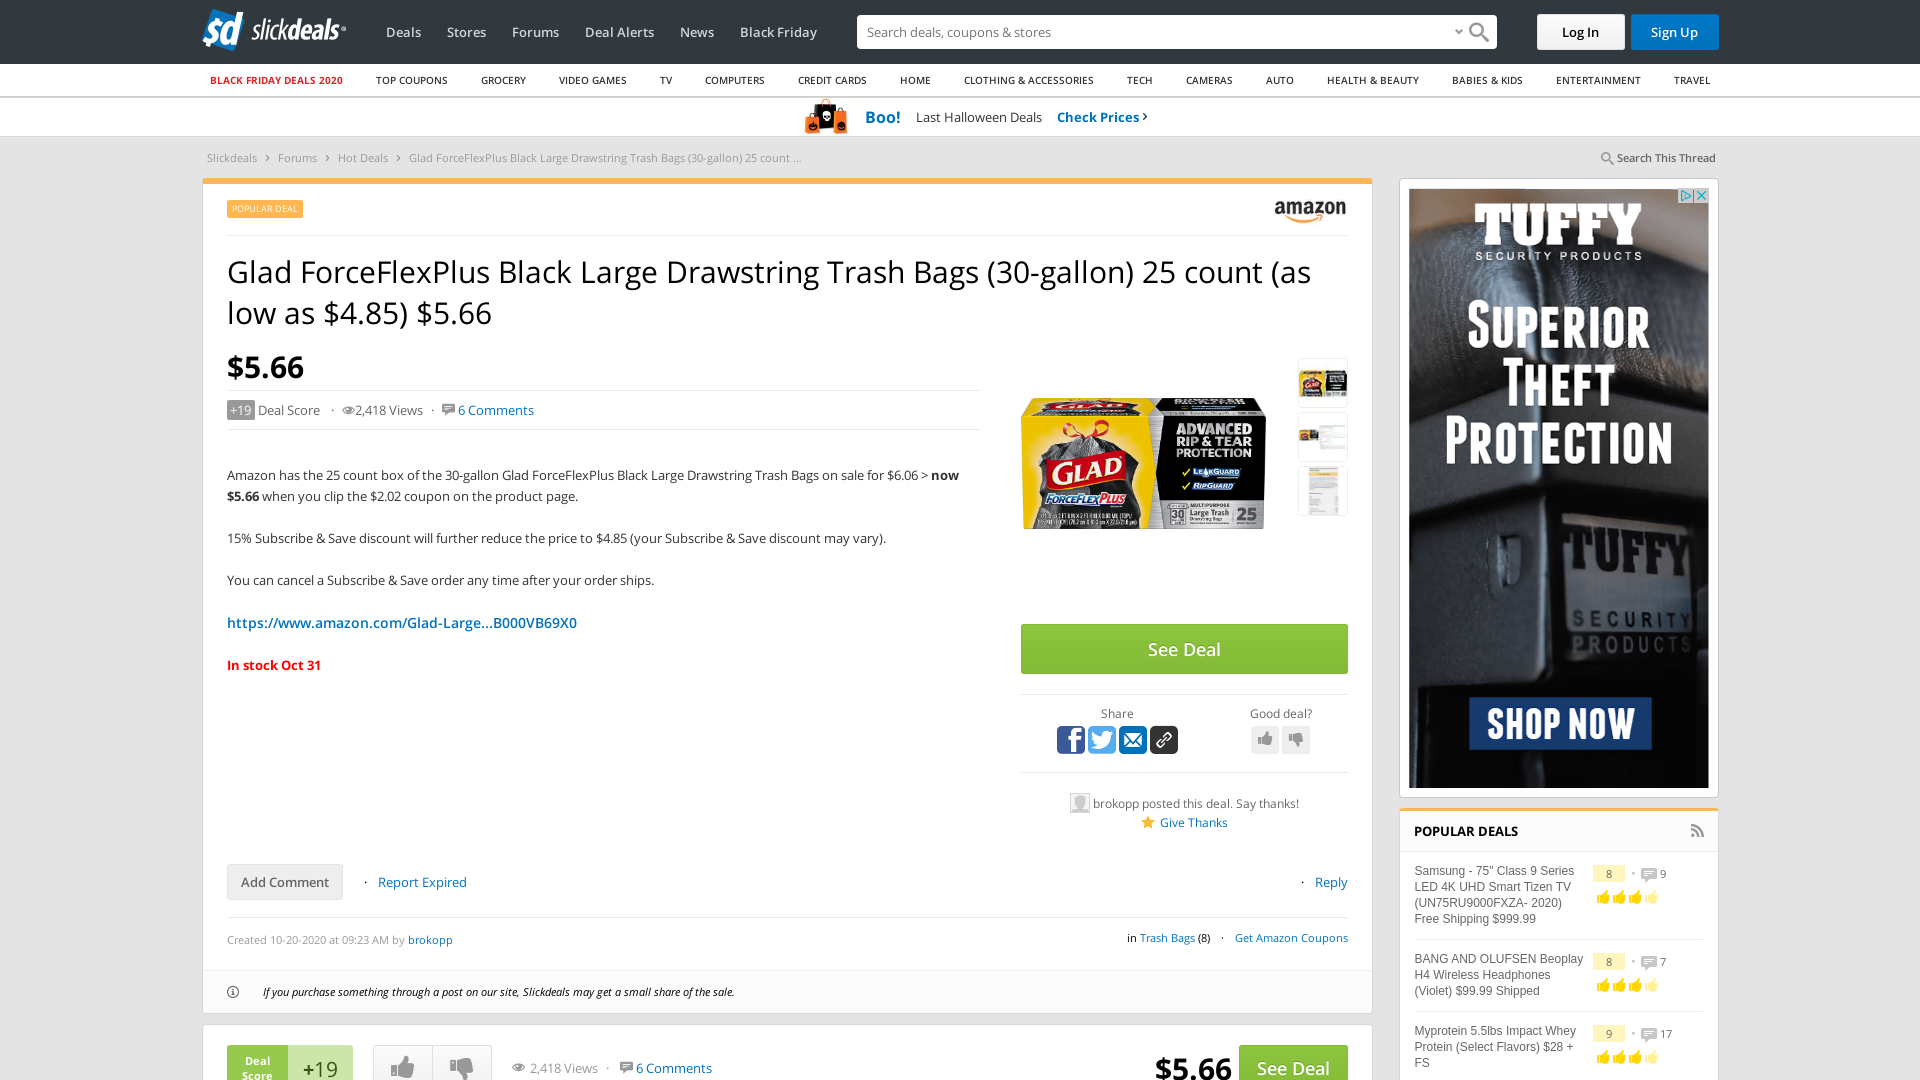 slickdeals
Deals
Stores
Forums
Deal Alerts
News
Black Friday
Search deals, coupons & stores
Log In
Sign Up
BLACK FRIDAY DEALS 2020
TOP COUPONS
GROCERY
VIDEO GAMES
TV
COMPUTERS
CREDIT CARDS
HOME
CLOTHING & ACCESSORIES
TECH
CAMERAS
AUTO
HEALTH & BEAUTY
BABIES & KIDS
ENTERTAINMENT
TRAVEL
Boo! Last Halloween Deals Check Prices ›
Slickdeals › Forums › Hot Deals › Glad ForceFlexPlus Black Large Drawstring Trash Bags (30-gallon) 25 count ...
Search This Thread
POPULAR DEAL
amazon
Glad ForceFlexPlus Black Large Drawstring Trash Bags (30-gallon) 25 count (as
low as $4.85) $5.66
$5.66
+19 Deal Score · 2,418 Views · 6 Comments
Amazon has the 25 count box of the 30-gallon Glad ForceFlexPlus Black Large Drawstring Trash Bags on sale for $6.06 > now
$5.66 when you clip the $2.02 coupon on the product page.
15% Subscribe & Save discount will further reduce the price to $4.85 (your Subscribe & Save discount may vary).
You can cancel a Subscribe & Save order any time after your order ships.
https://www.amazon.com/Glad-Large...B000VB69X0
In stock Oct 31
ADVANCED
RIP & TEAR
PROTECTION
LEAKGUARD
RIPGUARD
GLAD
FORCEFLEXPLUS
30
MULTIPURPOSE
Large Trash
Drawstring Bags
25
See Deal
Share
Good deal?
brokopp posted this deal. Say thanks!
Give Thanks
Add Comment
· Report Expired
· Reply
Created 10-20-2020 at 09:23 AM by brokopp
in Trash Bags (8) · Get Amazon Coupons
If you purchase something through a post on our site, Slickdeals may get a small share of the sale.
Deal
Score
+19
2,418 Views · 6 Comments
$5.66
See Deal
TUFFY
SECURITY PRODUCTS
SUPERIOR
THEFT
PROTECTION
TUFFY
SECURITY
PRODUCTS
SHOP NOW
POPULAR DEALS
Samsung - 75" Class 9 Series
LED 4K UHD Smart Tizen TV
(UN75RU9000FXZA- 2020)
Free Shipping $999.99
8 • 9
BANG AND OLUFSEN Beoplay
H4 Wireless Headphones
(Violet) $99.99 Shipped
8 • 7
Myprotein 5.5lbs Impact Whey
Protein (Select Flavors) $28 +
FS
9 • 17